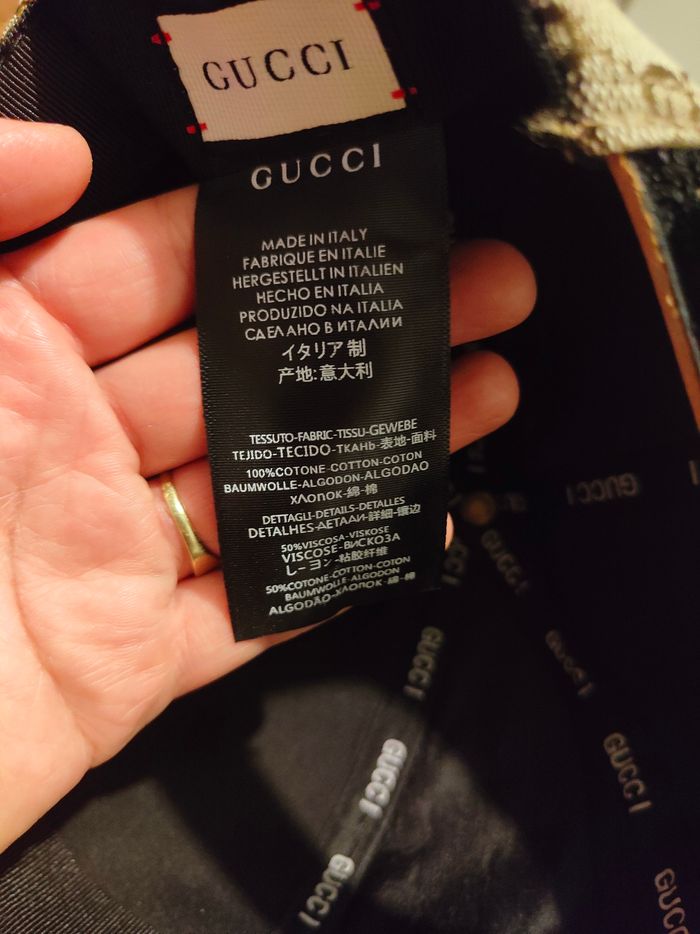 GUCCI
GUCCI
MADE IN ITALY
FABRIQUE EN ITALIE
HERGESTELLT IN ITALIEN
HECHO EN ITALIA
PRODUZIDO NA ITALIA
СДЕЛАНО В ИТАЛИИ
イタリア制
产地:意大利
TESSUTO-FABRIC-TISSU-GEWEBE
TEJIDO-TECIDO-ТКАНЬ-表地-面料
100%COTONE-COTTON-COTON
BAUMWOLLE-ALGODON-ALGODAO
ХЛОПОК-綿-棉
DETTAGLI-DETAILS-DETALLES
DETALHES-ДЕТАЛИ-詳細-镶边
50%VISCOSA-VISKOSE
VISCOSE-ВИСКОЗА
レーヨン-粘胶纤维
50%COTONE-COTTON-COTON
BAUMWOLLE-ALGODON
ALGODÃO-ХЛОПОК-綿-棉
GUCCI
GUCCI
GUCCI
GUCCI
GUCCI
GUCCI
GUCCI
GUCCI
GUCCI